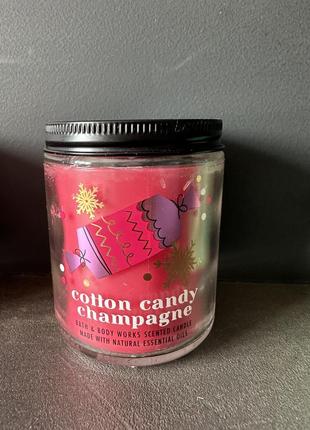 cotton candy
champagne
BATH & BODY WORKS SCENTED CANDLE
MADE WITH NATURAL ESSENTIAL OILS